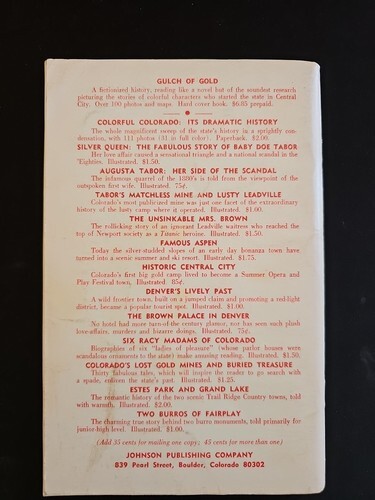 GULCH OF GOLD
A fictionized history, reading like a novel but of the soundest research
picturing the stories of colorful characters who started the state in Central
City. Over 100 photos and maps. Hard cover book. $6.85 prepaid.
COLORFUL COLORADO: ITS DRAMATIC HISTORY
The whole magnificent sweep of the state's history in a sprightly con-
densation, with 111 photos (31 in full color). Paperback. $2.00.
SILVER QUEEN: THE FABULOUS STORY OF BABY DOE TABOR
Her love affair caused a sensational triangle and a national scandal in the
Eighties. Illustrated. $1.50.
AUGUSTA TABOR: HER SIDE OF THE SCANDAL
The infamous quarrel of the 1880's is told from the viewpoint of the
outspoken first wife. Illustrated. 75¢.
TABOR'S MATCHLESS MINE AND LUSTY LEADVILLE
Colorado's most publicized mine was just one facet of the extraordinary
history of the lusty camp where it operated. Illustrated. $1.00.
THE UNSINKABLE MRS. BROWN
The rollicking story of an ignorant Leadville waitress who reached the
top of Newport society as a Titanic heroine. Illustrated. $1.50.
FAMOUS ASPEN
Today the silver-studded slopes of an early day bonanza town have
turned into a scenic summer and ski resort. Illustrated. $1.75.
HISTORIC CENTRAL CITY
Colorado's first big gold camp lived to become a Summer Opera and
Play Festival town. Illustrated 85¢.
DENVER'S LIVELY PAST
A wild frontier town, built on a jumped claim and promoting a red-light
district, became a popular tourist spot. Illustrated. $1.00.
THE BROWN PALACE IN DENVER
No hotel had more turn-of-the-century glamor, nor has seen such plush
love-affairs, murders and bizarre doings. Illustrated. 75¢.
SIX RACY MADAMS OF COLORADO
Biographies of six "ladies of pleasure" (whose parlor houses were
scandalous ornaments to the state) make amusing reading. Illustrated. $1.50.
COLORADO'S LOST GOLD MINES AND BURIED TREASURE
Thirty fabulous tales, which will inspire the reader to go search with
a spade, enliven the state's past. Illustrated. $1.25.
ESTES PARK AND GRAND LAKE
The romantic history of the two scenic Trail Ridge Country towns, told
with warmth. Illustrated. $2.00.
TWO BURROS OF FAIRPLAY
The charming true story behind two burro monuments, told primarily for
junior-high level. Illustrated. $1.00.
(Add 35 cents for mailing one copy; 45 cents for more than one)
JOHNSON PUBLISHING COMPANY
839 Pearl Street, Boulder, Colorado 80302